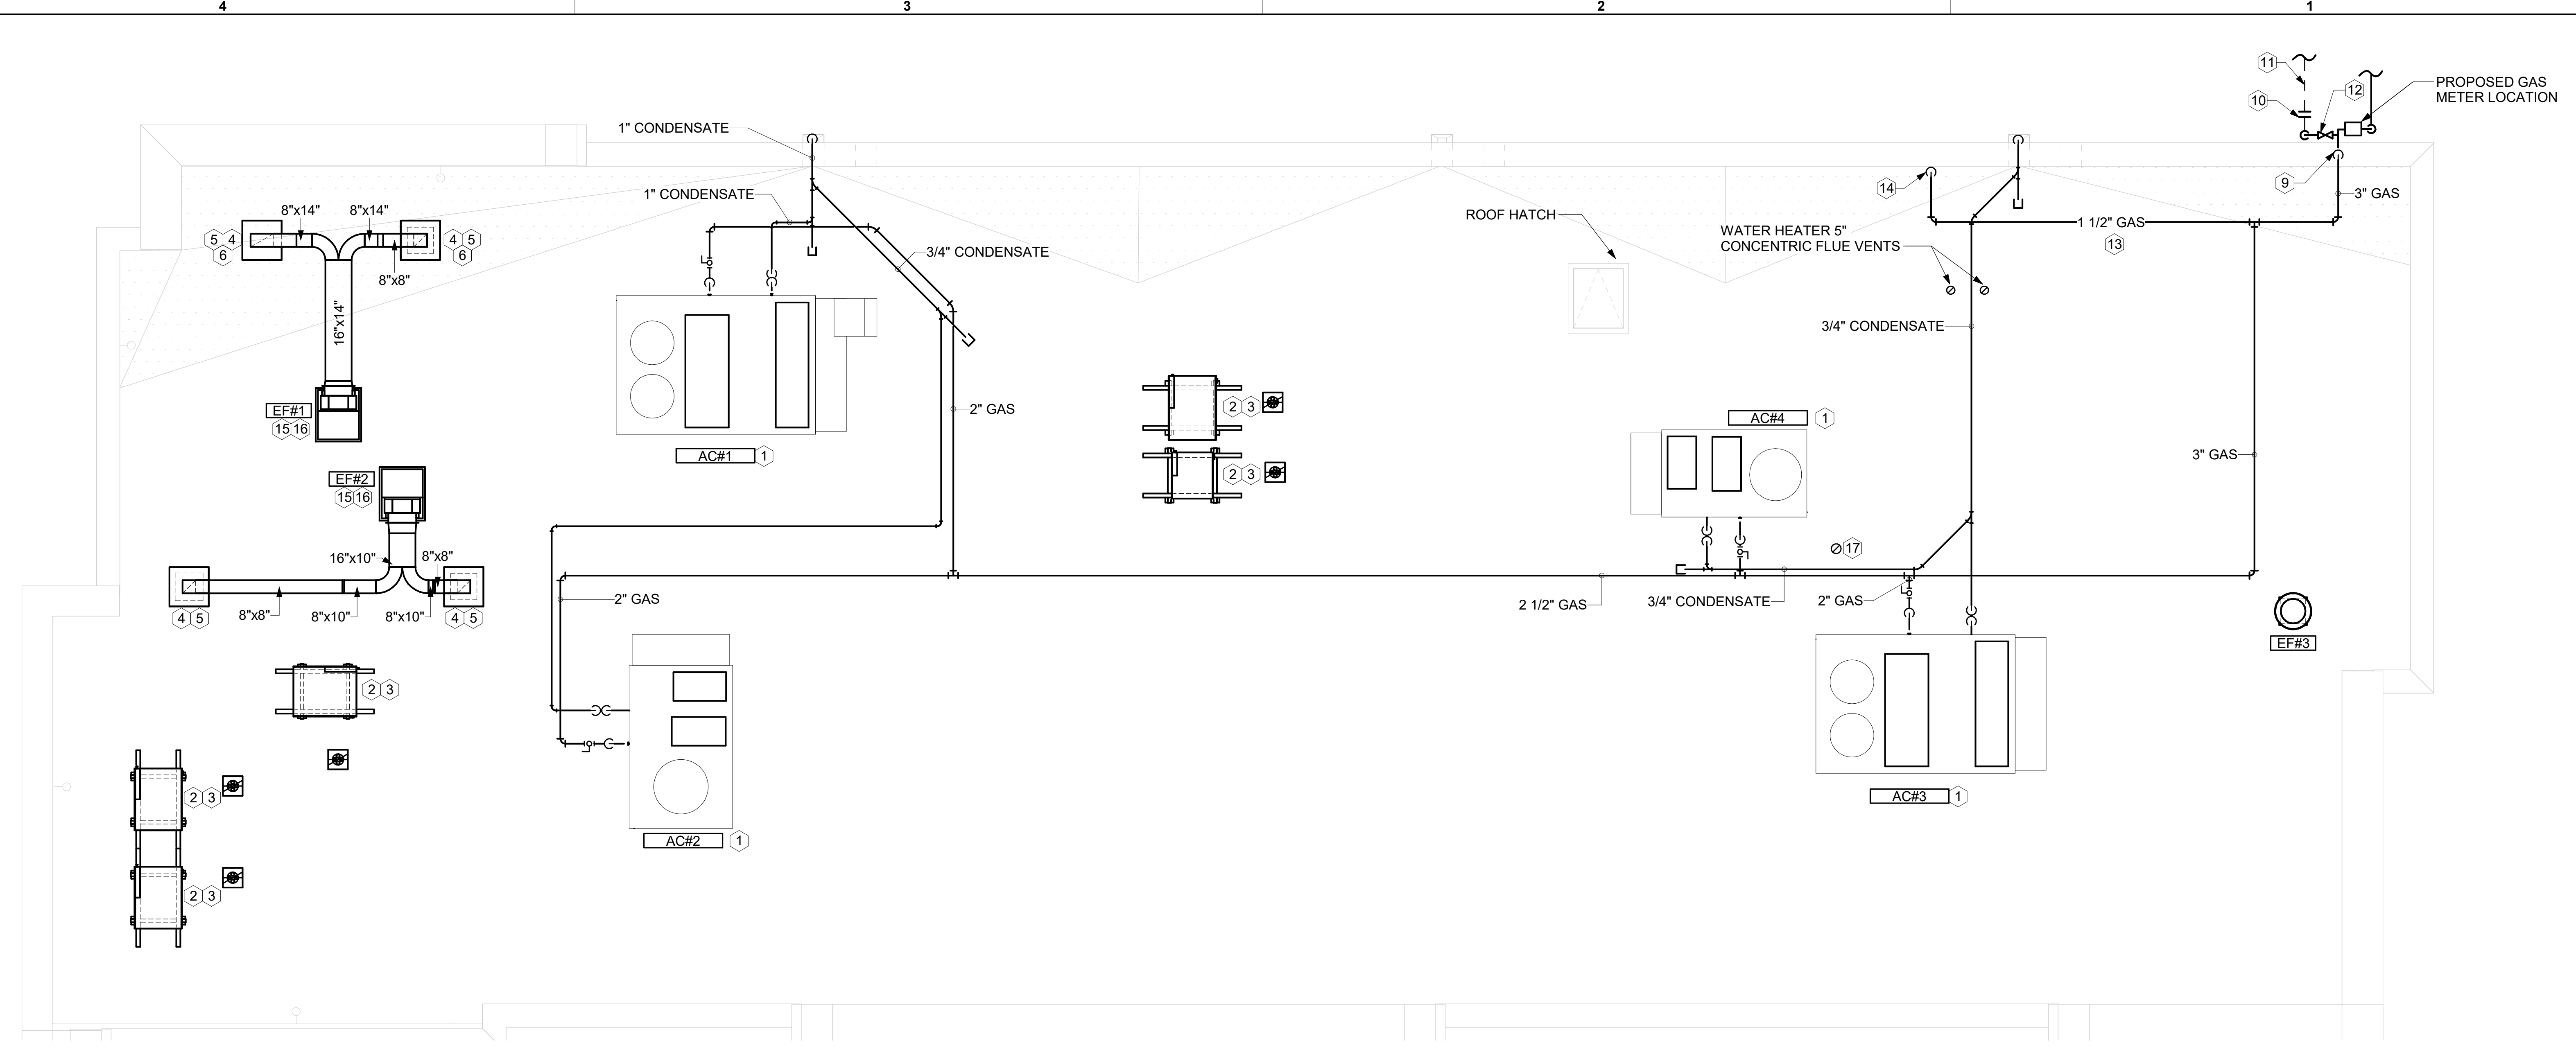 4
3
2
1
11
10
12
PROPOSED GAS
METER LOCATION
9
3" GAS
1" CONDENSATE
1" CONDENSATE
3/4" CONDENSATE
8"x14"
8"x14"
5 4
6
4 5
6
8"x8"
16"x14"
EF#1
15 16
EF#2
15 16
16"x10"
8"x8"
8"x8"
8"x10"
8"x10"
4 5
4 5
AC#1 1
2" GAS
2 3
2 3
ROOF HATCH
14
1 1/2" GAS
13
WATER HEATER 5"
CONCENTRIC FLUE VENTS
3/4" CONDENSATE
AC#4 1
3" GAS
17
2" GAS
2 1/2" GAS
3/4" CONDENSATE
2" GAS
EF#3
2 3
2 3
2 3
AC#2 1
AC#3 1